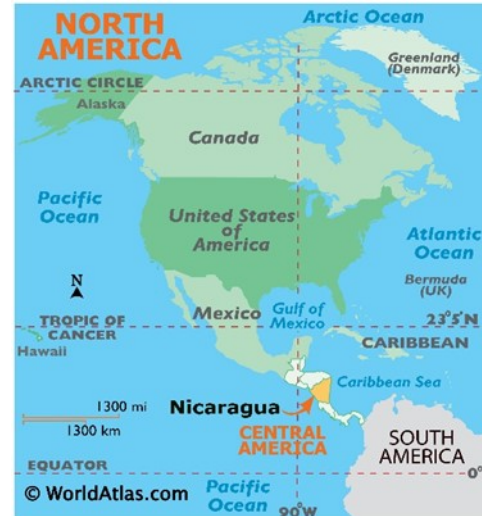 NORTH
AMERICA
Arctic Ocean
Greenland
(Denmark)
ARCTIC CIRCLE
Alaska
Canada
Pacific
Ocean
United States
of
America
Atlantic
Ocean
Bermuda
(UK)
N
Mexico
Gulf of
Mexico
23°5'N
TROPIC OF
CANCER
Hawaii
CARIBBEAN
Caribbean Sea
1300 mi
1300 km
Nicaragua
CENTRAL
AMERICA
SOUTH
AMERICA
EQUATOR
0°
© WorldAtlas.com
Pacific
Ocean
90°W